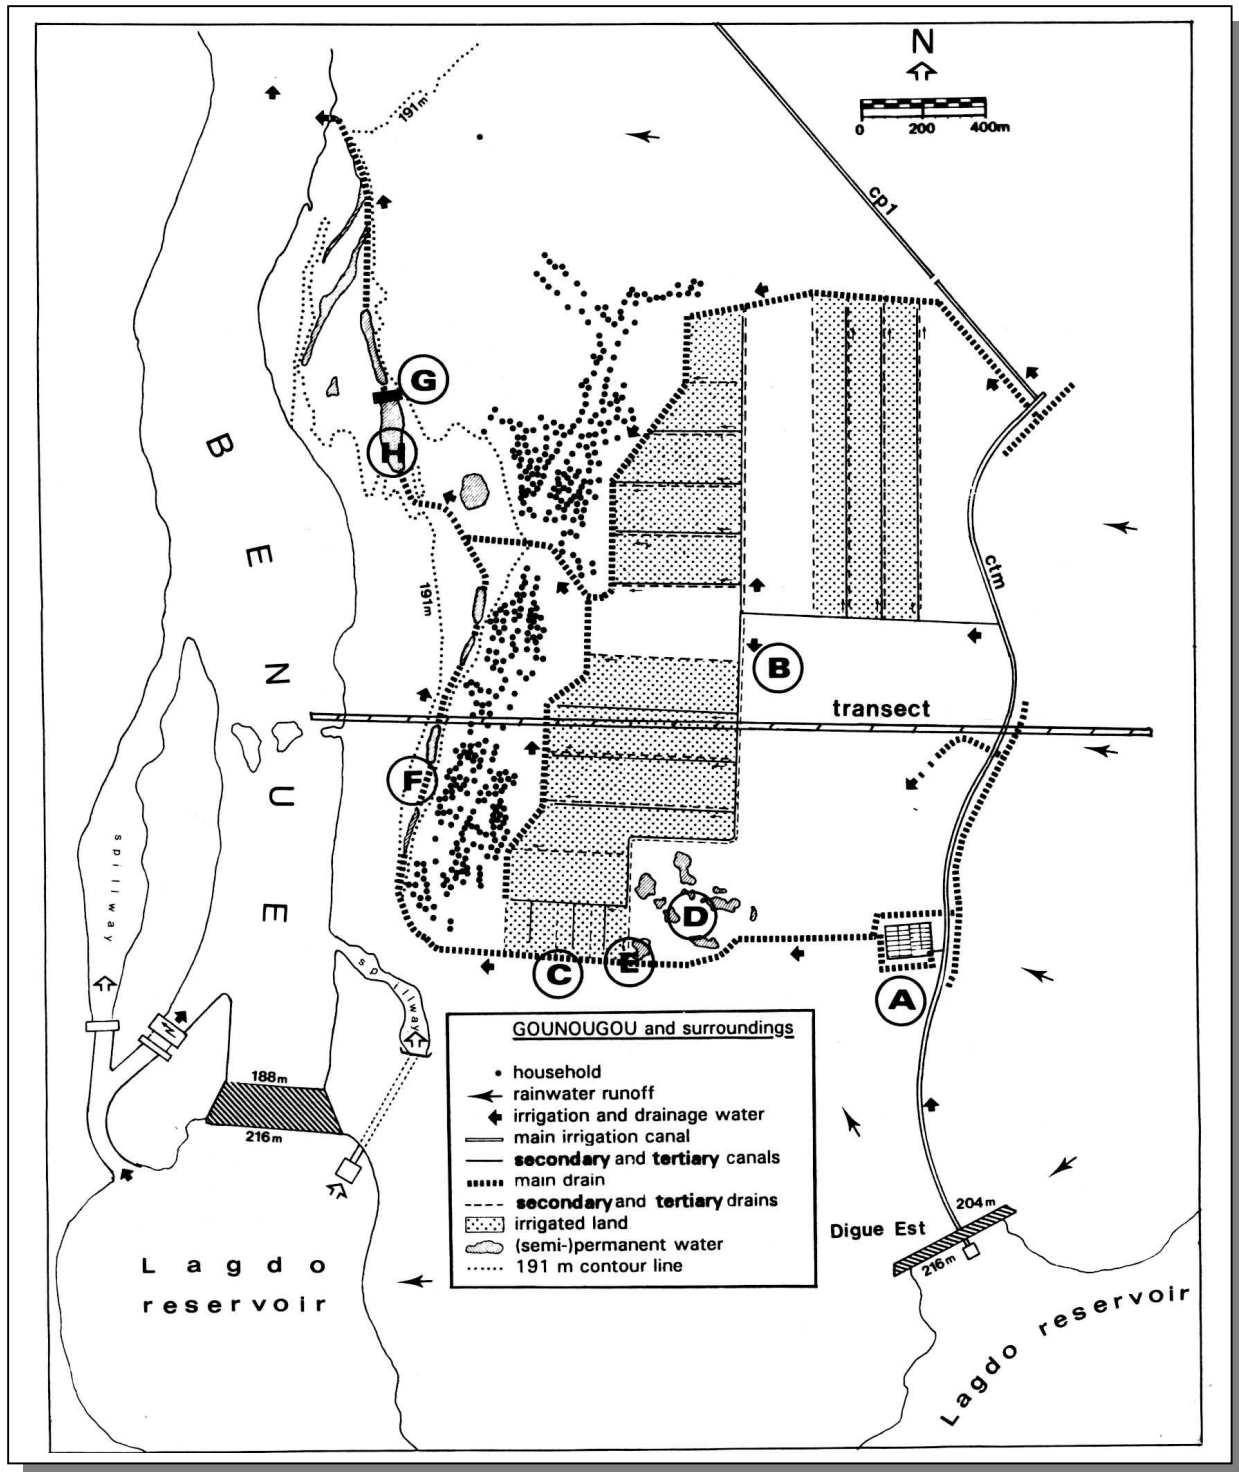 N
0 200 400m
191m
cp1
G
H
B E N U E
ctm
191m
B
transect
F
D
E
C
A
spillway
spillway
188m
216m
GOUNOUGOU and surroundings
household
rainwater runoff
irrigation and drainage water
main irrigation canal
secondary and tertiary canals
main drain
secondary and tertiary drains
irrigated land
(semi-)permanent water
191 m contour line
204m
Digue Est
216m
Lagdo
reservoir
Lagdo reservoir